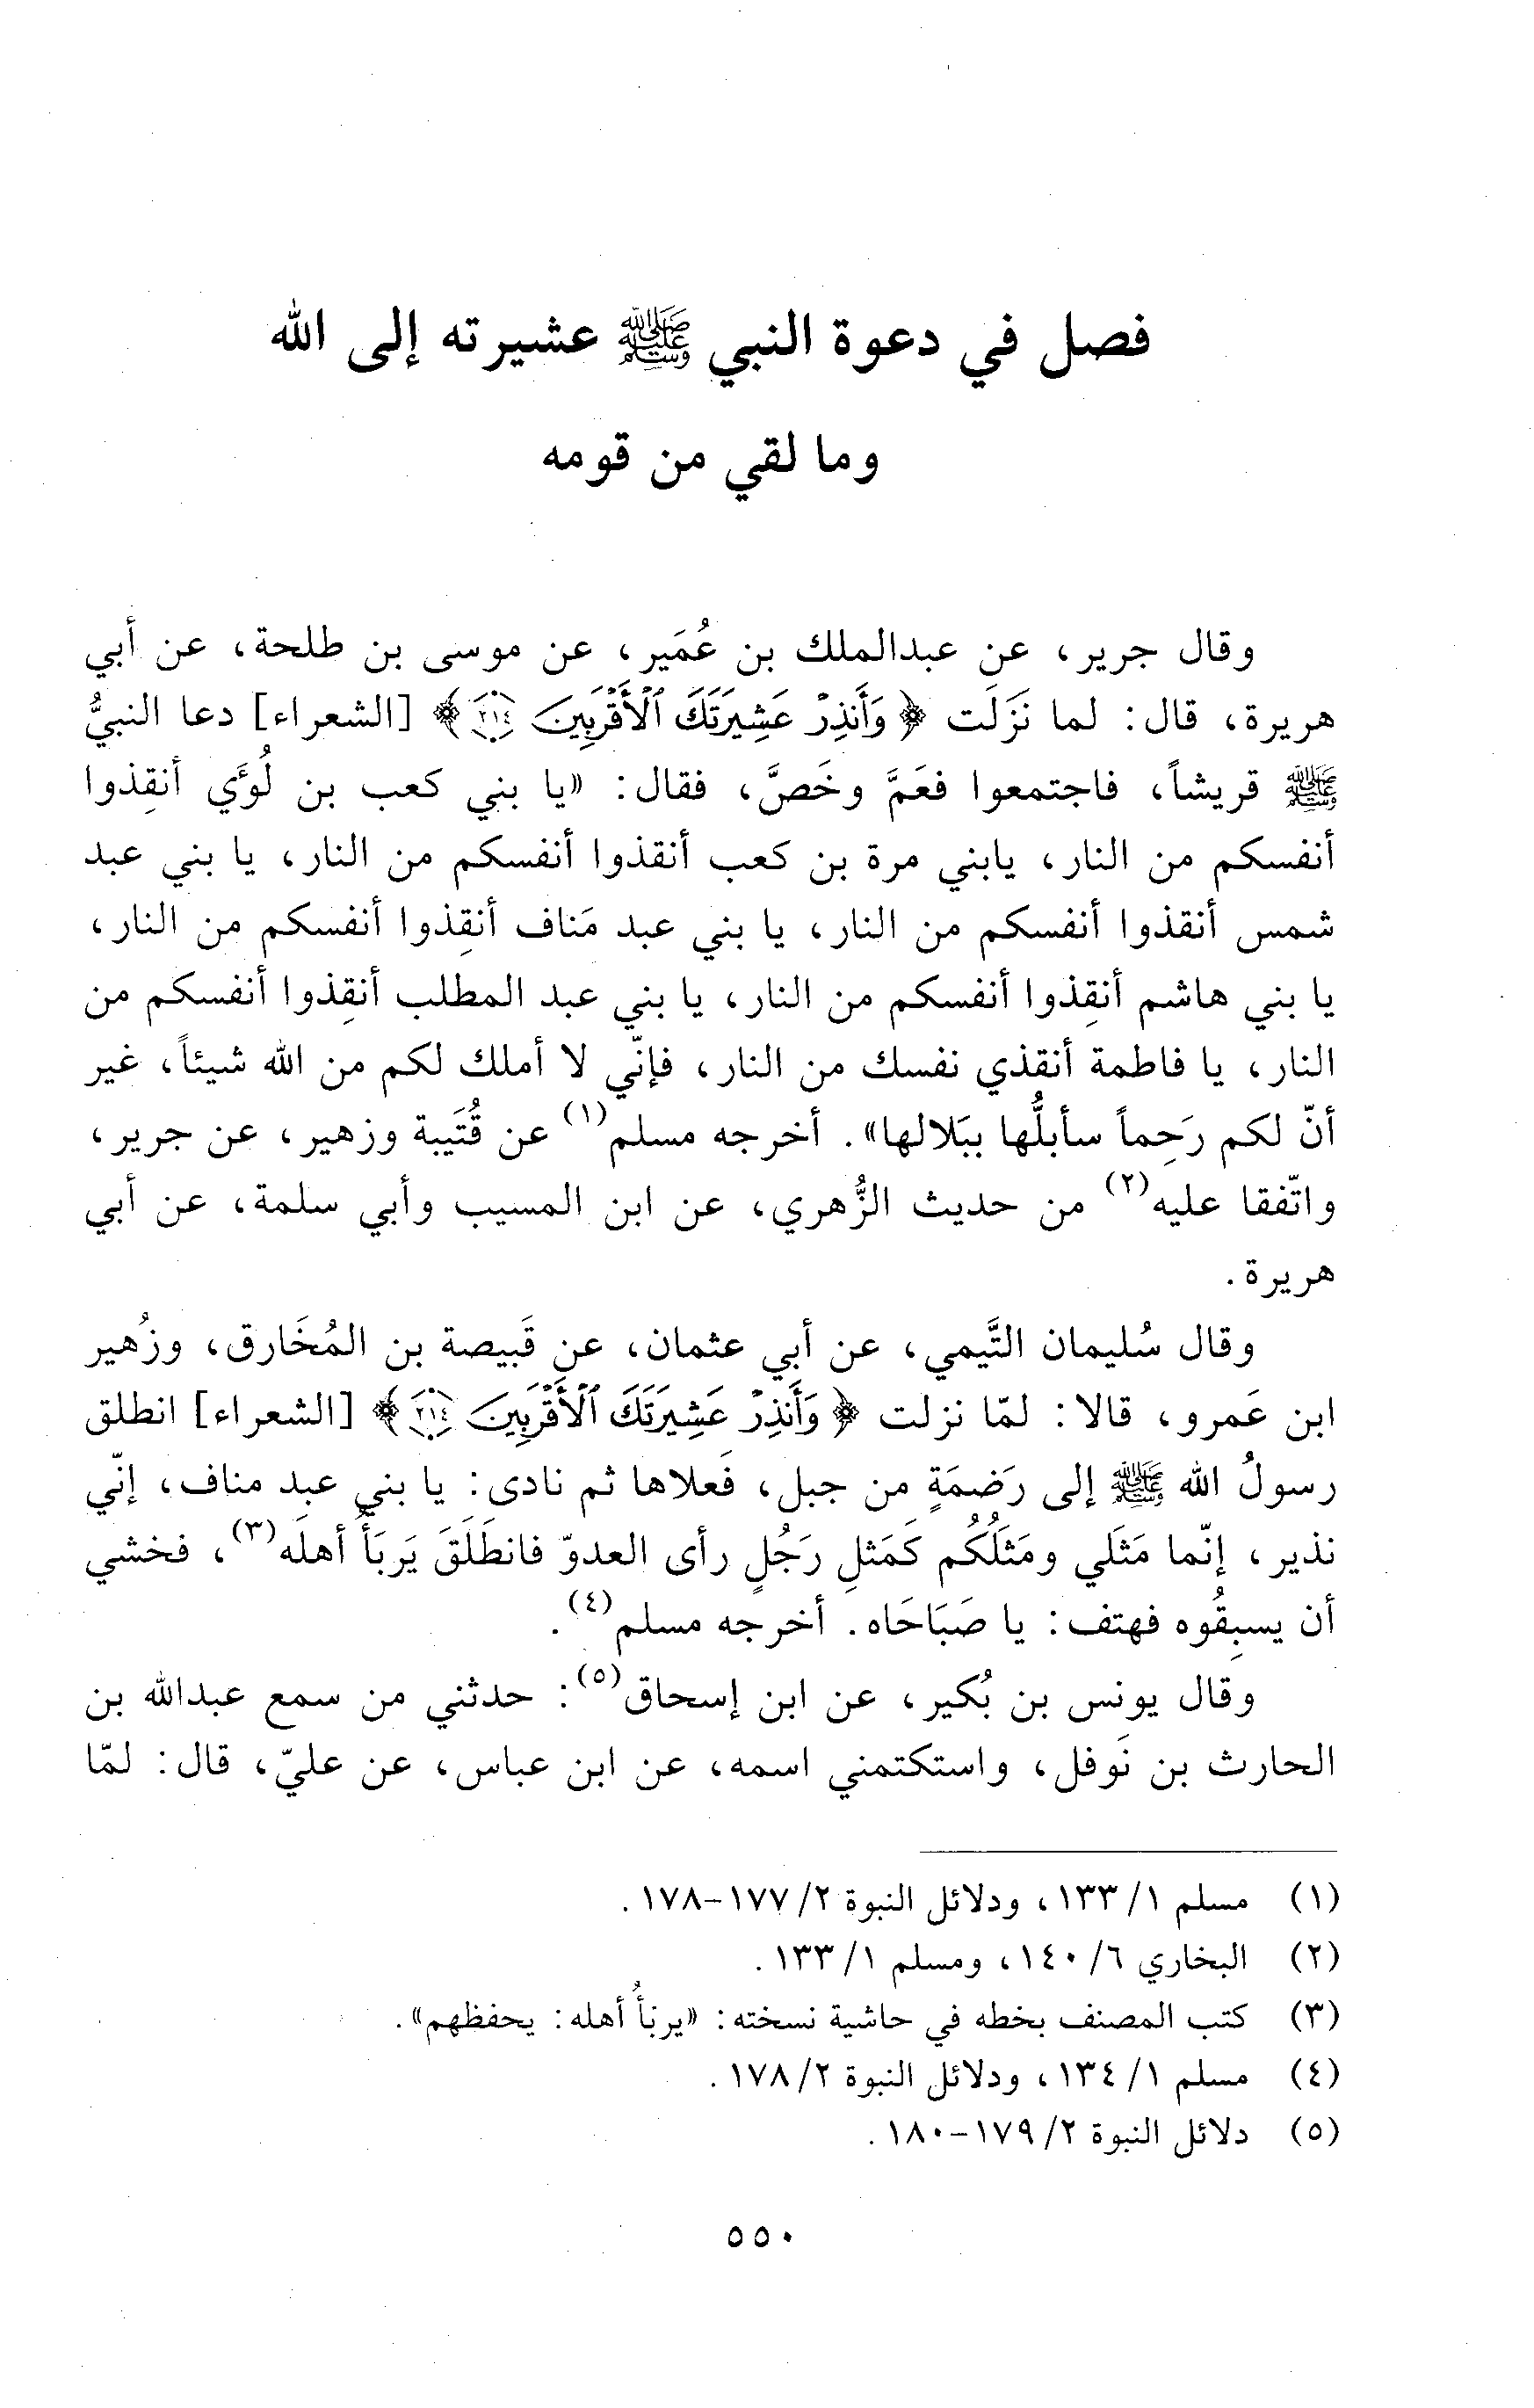 فصل في دعوة النبي ﷺ عشيرته إلى الله
وما لقي من قومه
وقال جرير، عن عبدالملك بن عُمَير، عن موسى بن طلحة، عن أبي
هريرة، قال: لما نَزَلَت ﴿وَأَنذِرْ عَشِيرَتَكَ ٱلْأَقْرَبِينَ ٢١٤﴾ [الشعراء] دعا النبيُّ
ﷺ قريشاً، فاجتمعوا فعَمَّ وخَصَّ، فقال: «يا بني كعب بن لُؤَي أنقِذوا
أنفسكم من النار، يابني مرة بن كعب أنقذوا أنفسكم من النار، يا بني عبد
شمس أنقذوا أنفسكم من النار، يا بني عبد مَناف أنقِذوا أنفسكم من النار،
يا بني هاشم أنقِذوا أنفسكم من النار، يا بني عبد المطلب أنقِذوا أنفسكم من
النار، يا فاطمة أنقذي نفسك من النار، فإنّي لا أملك لكم من الله شيئاً، غير
أنّ لكم رَحِماً سأبلُّها ببَلالها». أخرجه مسلم(١) عن قُتَيبة وزهير، عن جرير،
واتّفقا عليه(٢) من حديث الزُّهري، عن ابن المسيب وأبي سلمة، عن أبي
هريرة.
وقال سُليمان التَّيمي، عن أبي عثمان، عن قَبيصة بن المُخَارق، وزُهير
ابن عَمرو، قالا: لمّا نزلت ﴿وَأَنذِرْ عَشِيرَتَكَ ٱلْأَقْرَبِينَ ٢١٤﴾ [الشعراء] انطلق
رسولُ الله ﷺ إلى رَضمَةٍ من جبل، فَعلاها ثم نادى: يا بني عبد مناف، إنّي
نذير، إنّما مَثَلي ومَثَلُكُم كَمَثلِ رَجُلٍ رأى العدوّ فانطَلَقَ يَربَأُ أهلَه(٣)، فخشي
أن يسبِقُوه فهتف: يا صَبَاحَاه. أخرجه مسلم(٤).
وقال يونس بن بُكير، عن ابن إسحاق(٥): حدثني من سمع عبدالله بن
الحارث بن نَوفل، واستكتمني اسمه، عن ابن عباس، عن عليّ، قال: لمّا
(١) مسلم ١/ ١٣٣، ودلائل النبوة ٢/ ١٧٧-١٧٨.
(٢) البخاري ٦/ ١٤٠، ومسلم ١/ ١٣٣.
(٣) كتب المصنف بخطه في حاشية نسخته: «يربأُ أهله: يحفظهم».
(٤) مسلم ١/ ١٣٤، ودلائل النبوة ٢/ ١٧٨.
(٥) دلائل النبوة ٢/ ١٧٩-١٨٠.
٥٥٠